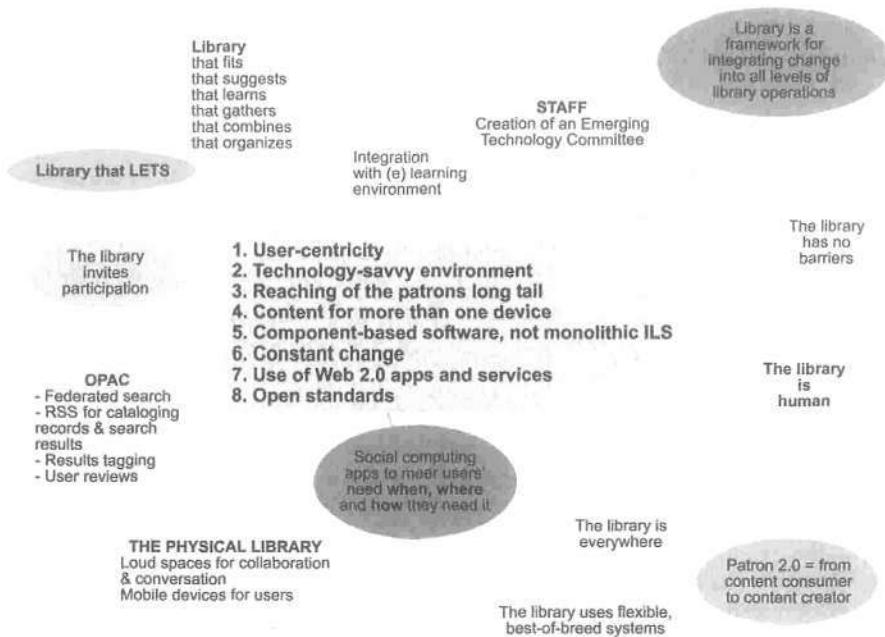 Library
that fits
that suggests
that learns
that gathers
that combines
that organizes
Library is a
framework for
integrating change
into all levels of
library operations
STAFF
Creation of an Emerging
Technology Committee
Integration
with (e) learning
environment
Library that LETS
The library
invites
participation
1. User-centricity
2. Technology-savvy environment
3. Reaching of the patrons long tail
4. Content for more than one device
5. Component-based software, not monolithic ILS
6. Constant change
7. Use of Web 2.0 apps and services
8. Open standards
The library
has no
barriers
The library
is
human
OPAC
- Federated search
- RSS for cataloging
records & search
results
- Results tagging
- User reviews
Social computing
apps to meer users'
need when, where
and how they need it
THE PHYSICAL LIBRARY
Loud spaces for collaboration
& conversation
Mobile devices for users
The library is
everywhere
Patron 2.0 = from
content consumer
to content creator
The library uses flexible,
best-of-breed systems